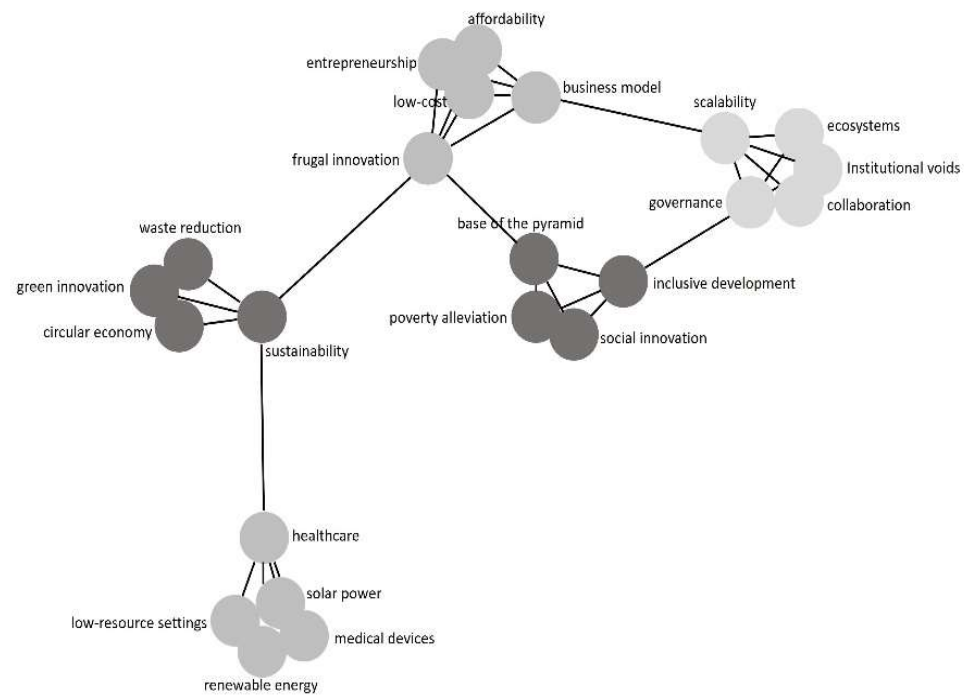 affordability
entrepreneurship
business model
low-cost
scalability
ecosystems
frugal innovation
Institutional voids
governance
collaboration
base of the pyramid
waste reduction
inclusive development
green innovation
poverty alleviation
circular economy
social innovation
sustainability
healthcare
solar power
low-resource settings
medical devices
renewable energy